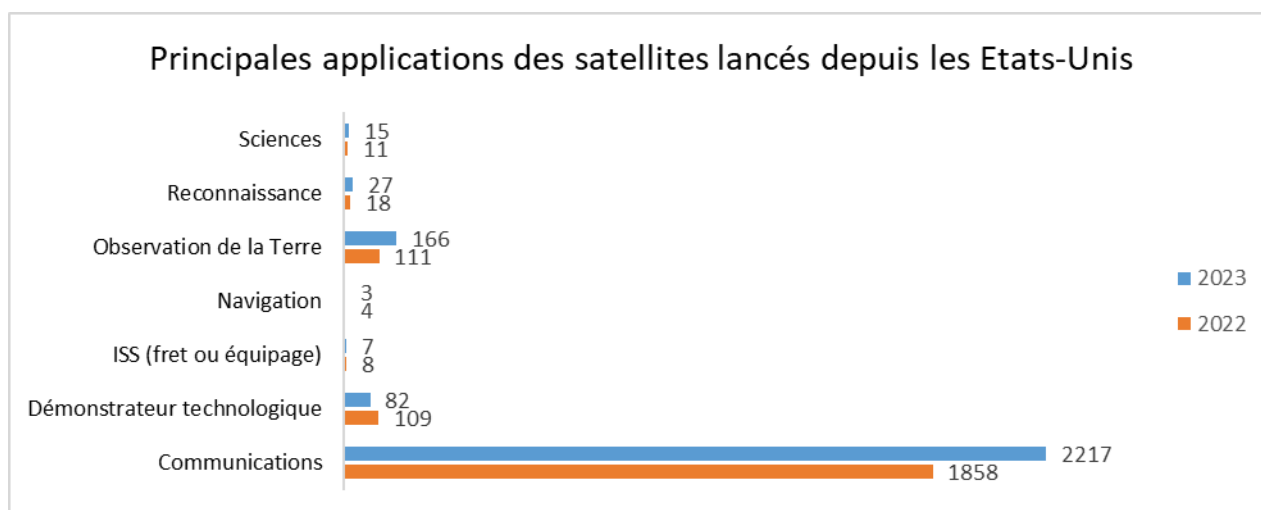 Principales applications des satellites lancés depuis les Etats-Unis
Sciences
15
11
Reconnaissance
27
18
Observation de la Terre
166
111
Navigation
3
4
ISS (fret ou équipage)
7
8
Démonstrateur technologique
82
109
Communications
2217
1858
2023
2022